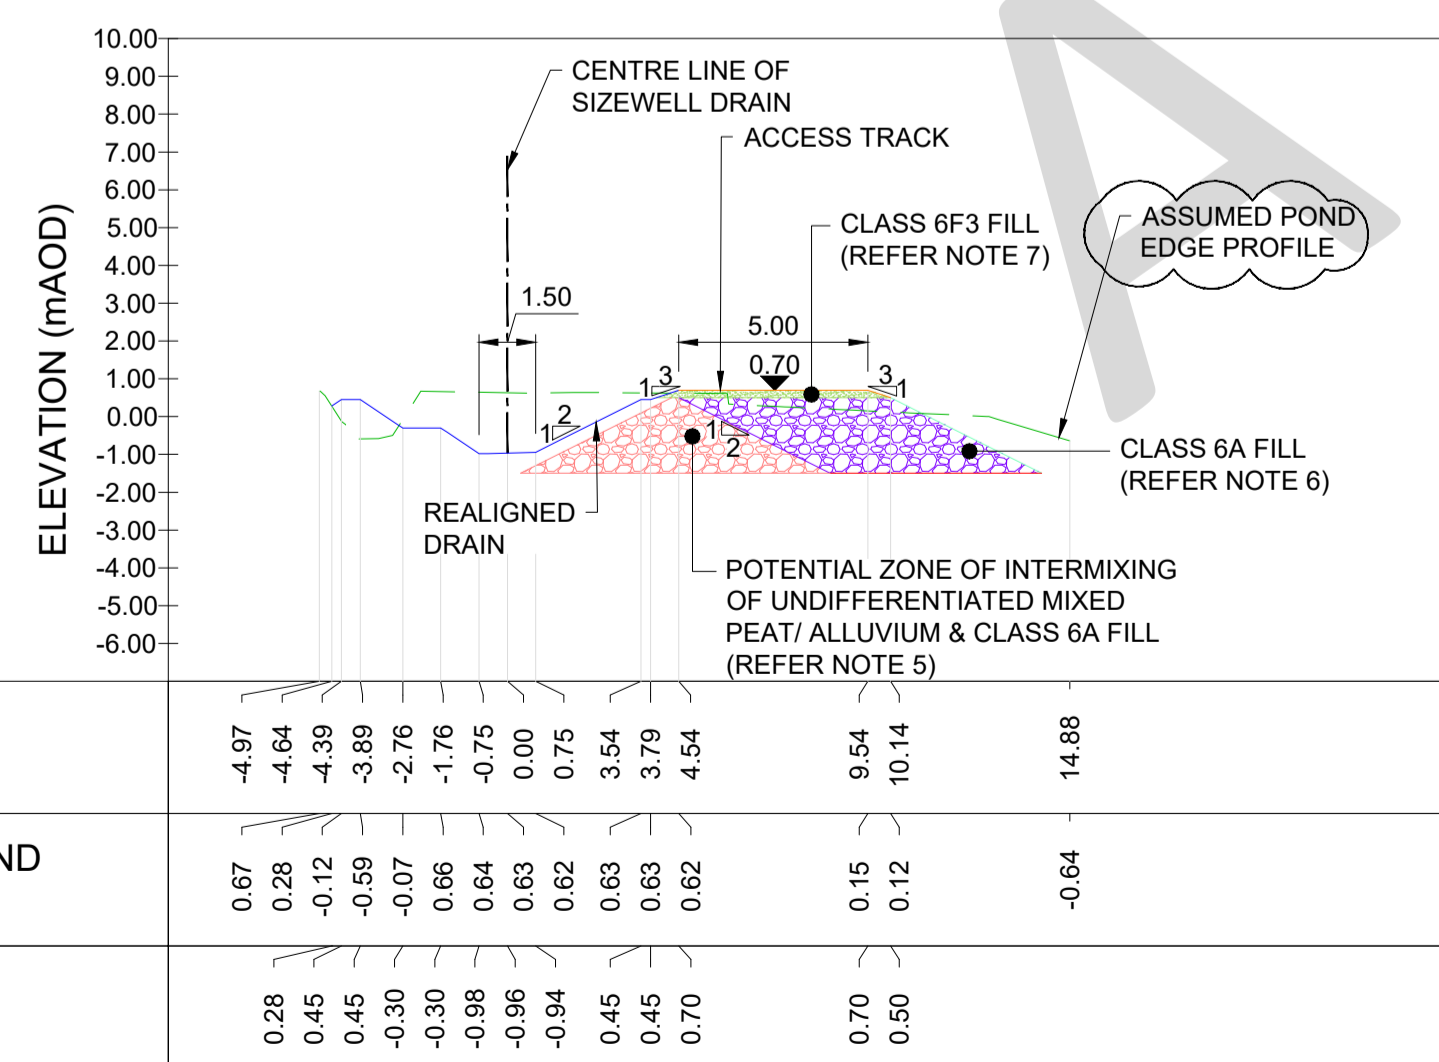 10.00
9.00
8.00
7.00
6.00
5.00
4.00
3.00
2.00
1.00
0.00
-1.00
-2.00
-3.00
-4.00
-5.00
-6.00
ELEVATION (mAOD)
CENTRE LINE OF
SIZEWELL DRAIN
ACCESS TRACK
CLASS 6F3 FILL
(REFER NOTE 7)
ASSUMED POND
EDGE PROFILE
1.50
5.00
0.70
1
3
3
1
1
2
1
2
CLASS 6A FILL
(REFER NOTE 6)
REALIGNED
DRAIN
POTENTIAL ZONE OF INTERMIXING
OF UNDIFFERENTIATED MIXED
PEAT/ ALLUVIUM & CLASS 6A FILL
(REFER NOTE 5)
A
-4.97 -4.64 -4.39 -3.89 -2.76 -1.76 -0.75 0.00 0.75 3.54 3.79 4.54 9.54 10.14 14.88
ND
0.67 0.28 -0.12 -0.59 -0.07 0.66 0.64 0.63 0.62 0.63 0.63 0.62 0.15 0.12 -0.64
0.28 0.45 0.45 -0.30 -0.30 -0.98 -0.96 -0.94 0.45 0.45 0.70 0.70 0.50